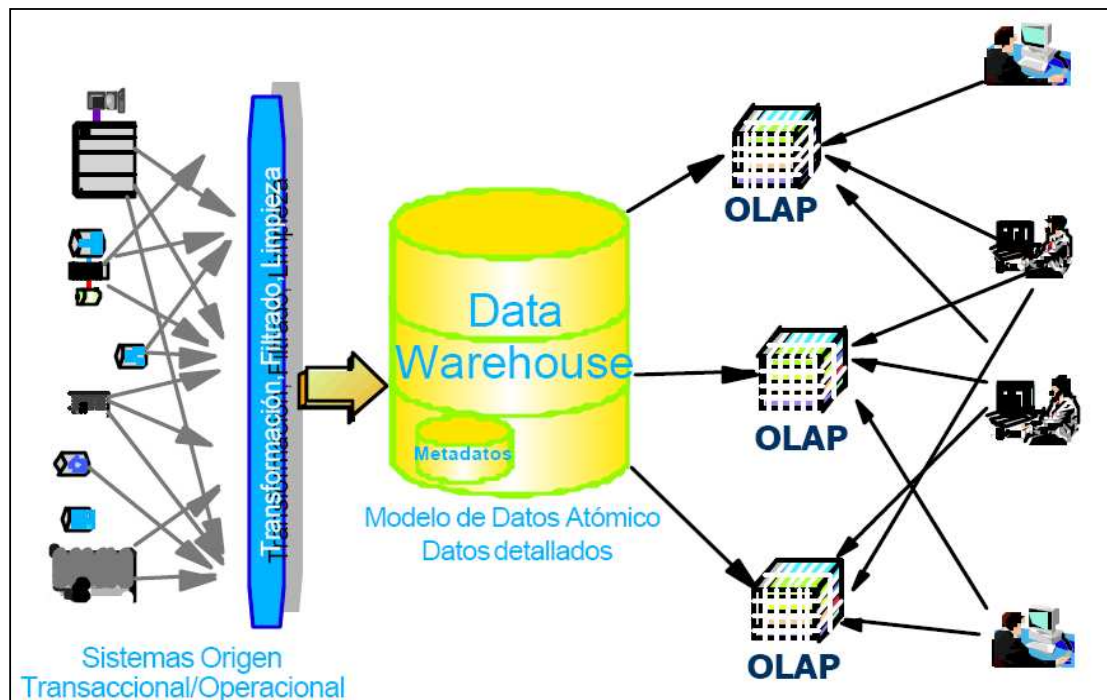 Transformación, Filtrado, Limpieza
Data
Warehouse
Metadatos
Modelo de Datos Atómico
Datos detallados
OLAP
OLAP
OLAP
Sistemas Origen
Transaccional/Operacional